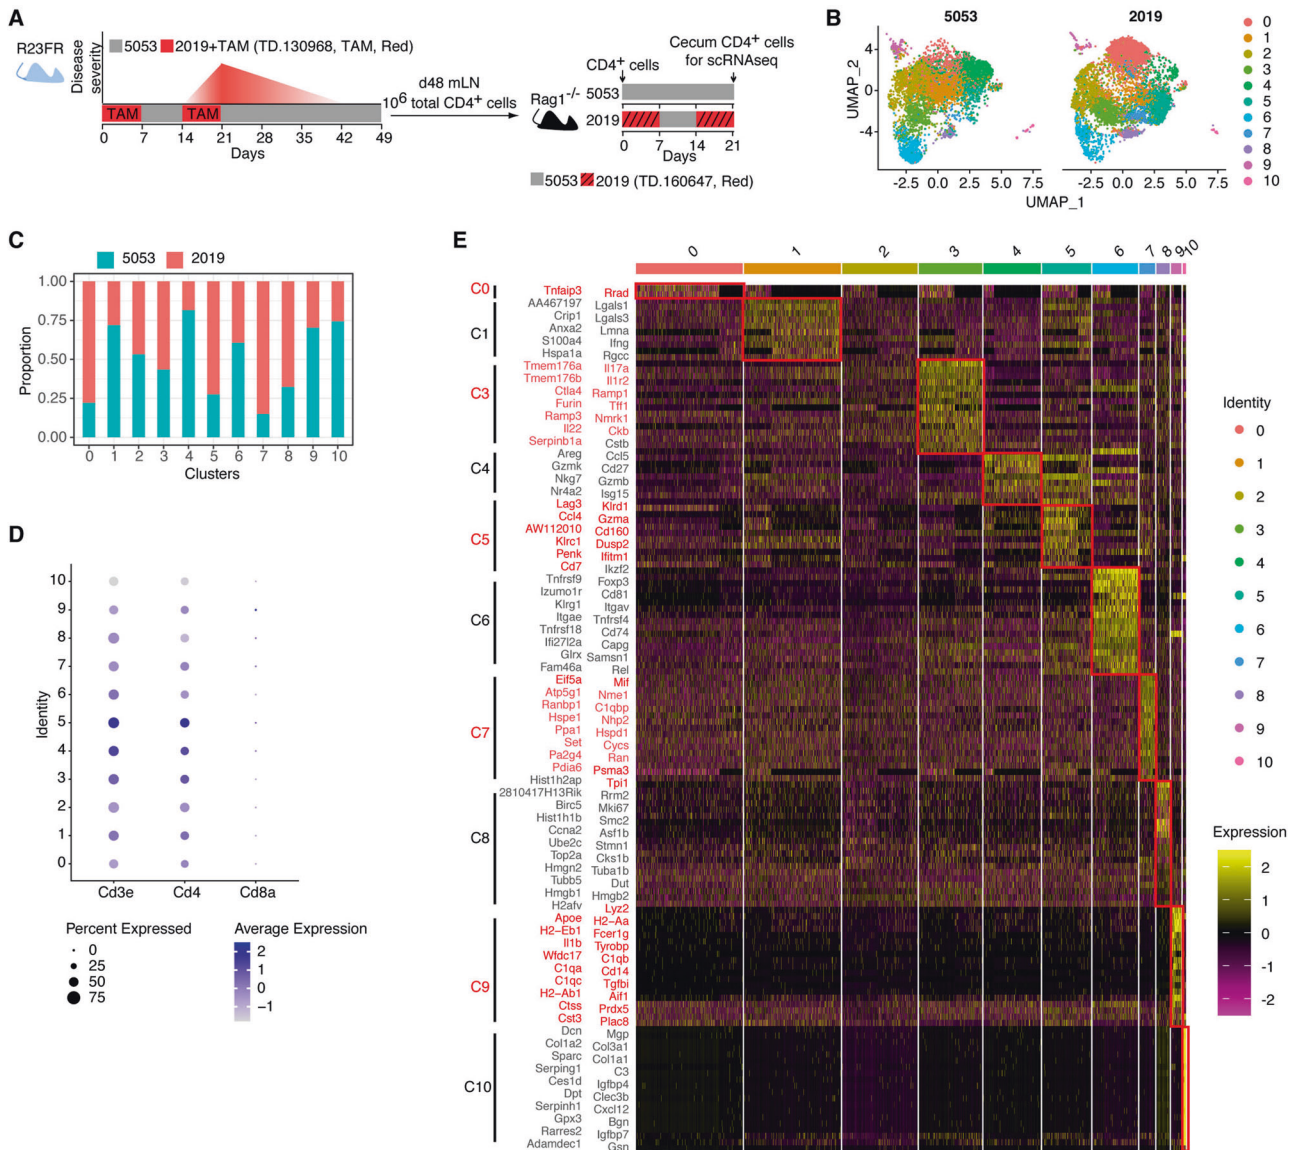 A
R23FR
Disease
severity
5053 2019+TAM (TD.130968, TAM, Red)
TAM TAM
0 7 14 21 28 35 42 49
Days
d48 mLN
10⁶ total CD4⁺ cells
Rag1⁻/⁻
CD4⁺ cells
Cecum CD4⁺ cells
for scRNAseq
5053
2019
0 7 14 21
Days
5053 2019 (TD.160647, Red)
B
5053 2019
UMAP_2
4
0
-4
-2.5 0.0 2.5 5.0 7.5 -2.5 0.0 2.5 5.0 7.5
UMAP_1
0
1
2
3
4
5
6
7
8
9
10
C
5053 2019
Proportion
1.00
0.75
0.50
0.25
0.00
0 1 2 3 4 5 6 7 8 9 10
Clusters
D
Identity
10
9
8
7
6
5
4
3
2
1
0
Cd3e Cd4 Cd8a
Percent Expressed
0
25
50
75
Average Expression
2
1
0
−1
E
0 1 2 3 4 5 6 7 8 9 10
C0
Tnfaip3 Rrad
C1
AA467197 Lgals1
Crip1 Lgals3
Anxa2 Lmna
S100a4 Ifng
Hspa1a Rgcc
C3
Tmem176a Il17a
Tmem176b Il1r2
Ctla4 Ramp1
Furin Tff1
Ramp3 Nmrk1
Il22 Ckb
Serpinb1a Cstb
C4
Areg Ccl5
Gzmk Cd27
Nkg7 Gzmb
Nr4a2 Isg15
C5
Lag3 Klrd1
Ccl4 Gzma
AW112010 Cd160
Klrc1 Dusp2
Penk Ifitm1
Cd7 Ikzf2
C6
Tnfrsf9 Foxp3
Izumo1r Cd81
Klrg1 Itgav
Itgae Tnfrsf4
Tnfrsf18 Cd74
Ifi27l2a Capg
Glrx Samsn1
Fam46a Rel
C7
Eif5a Mif
Atp5g1 Nme1
Ranbp1 C1qbp
Hspe1 Nhp2
Ppa1 Hspd1
Set Cycs
Pa2g4 Ran
Pdia6 Psma3
Hist1h2ap Tpi1
C8
2810417H13Rik Rrm2
Birc5 Mki67
Hist1h1b Smc2
Ccna2 Asf1b
Ube2c Stmn1
Top2a Cks1b
Hmgn2 Tuba1b
Tubb5 Dut
Hmgb1 Hmgb2
H2afv Lyz2
C9
Apoe H2−Aa
H2−Eb1 Fcer1g
Il1b Tyrobp
Wfdc17 C1qb
C1qa Cd14
C1qc Tgfbi
H2−Ab1 Aif1
Ctss Prdx5
Cst3 Plac8
C10
Dcn Mgp
Col1a2 Col3a1
Sparc Col1a1
Serping1 C3
Ces1d Igfbp4
Dpt Clec3b
Serpinh1 Cxcl12
Gpx3 Bgn
Rarres2 Igfbp7
Adamdec1 Gsn
Identity
0
1
2
3
4
5
6
7
8
9
10
Expression
2
1
0
-1
-2